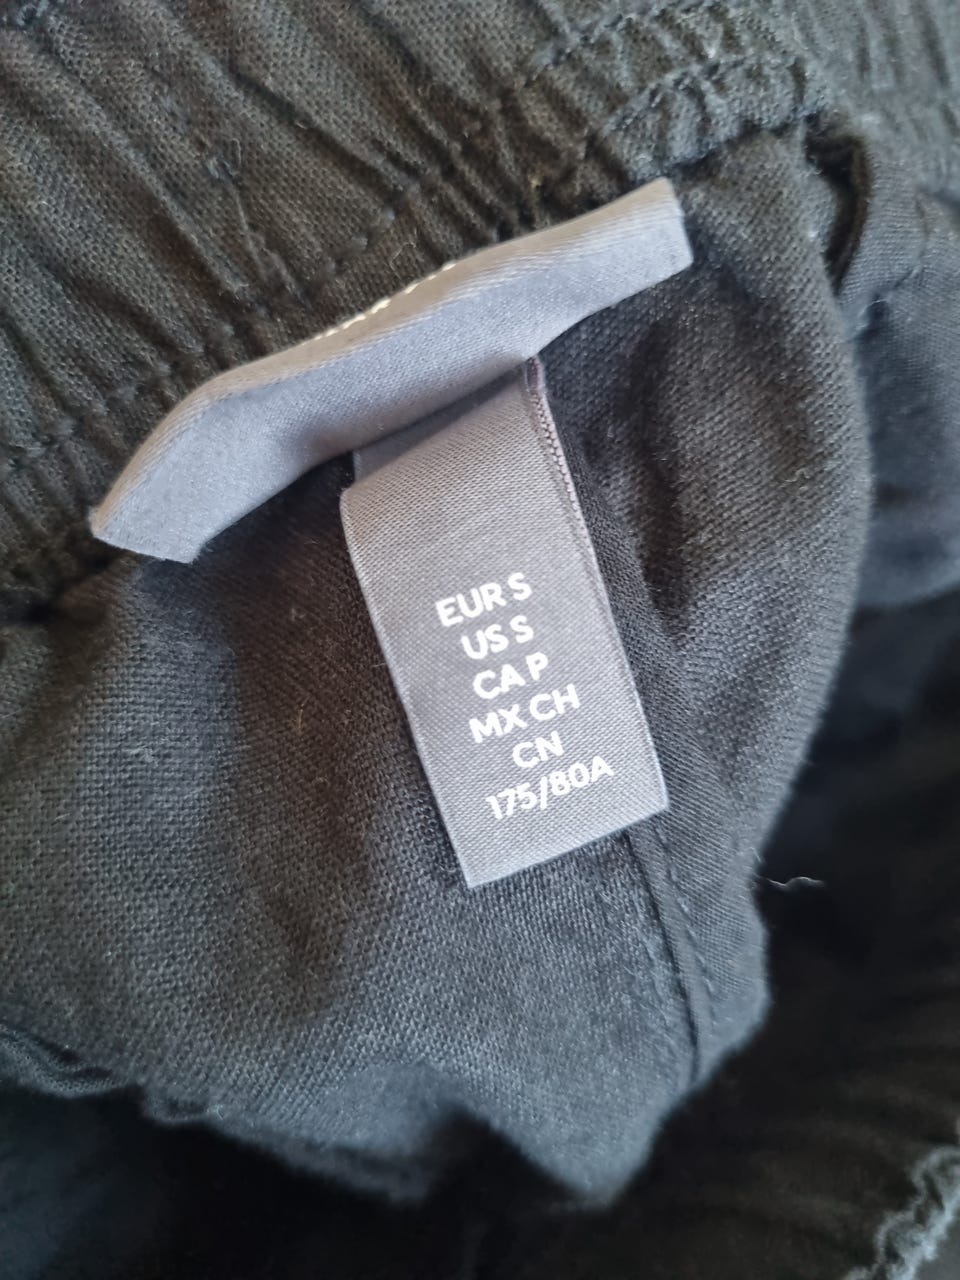 EUR S
US S
CA P
MX CH
CN
175/80A